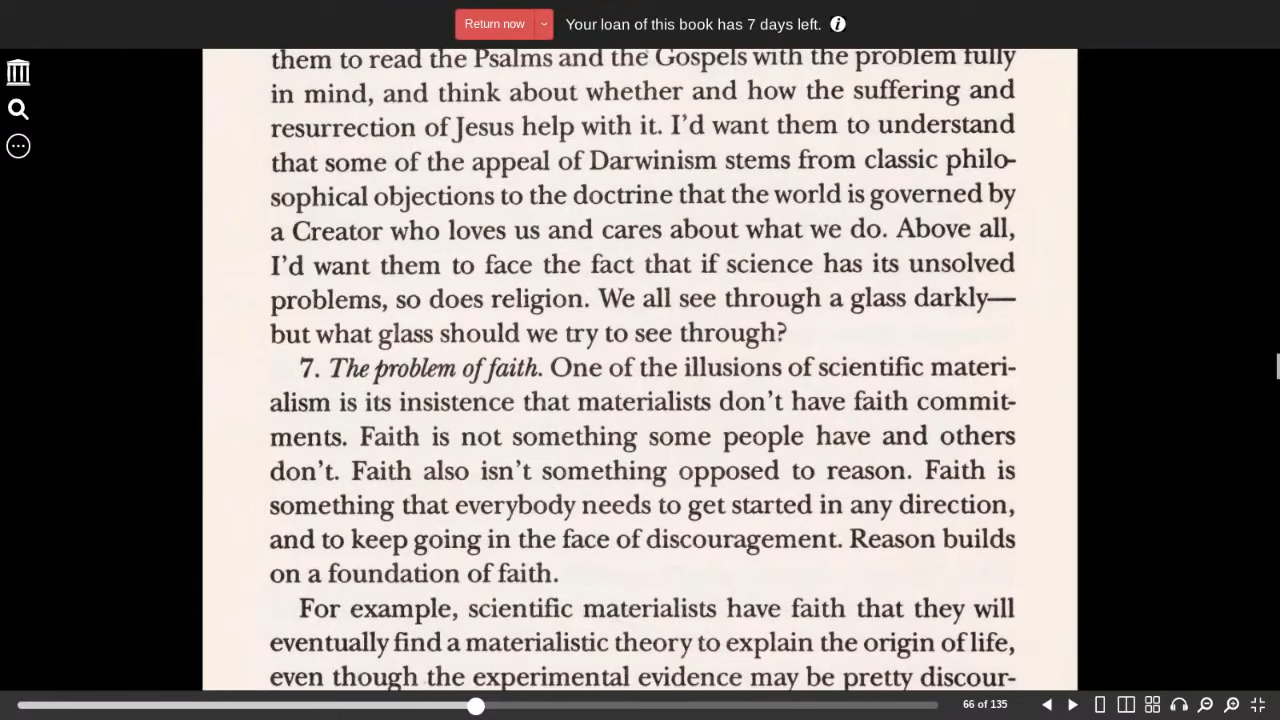 Return now
Your loan of this book has 7 days left.
them to read the Psalms and the Gospels with the problem fully
in mind, and think about whether and how the suffering and
resurrection of Jesus help with it. I'd want them to understand
that some of the appeal of Darwinism stems from classic philo-
sophical objections to the doctrine that the world is governed by
a Creator who loves us and cares about what we do. Above all,
I'd want them to face the fact that if science has its unsolved
problems, so does religion. We all see through a glass darkly—
but what glass should we try to see through?
7. The problem of faith. One of the illusions of scientific materi-
alism is its insistence that materialists don't have faith commit-
ments. Faith is not something some people have and others
don't. Faith also isn't something opposed to reason. Faith is
something that everybody needs to get started in any direction,
and to keep going in the face of discouragement. Reason builds
on a foundation of faith.
For example, scientific materialists have faith that they will
eventually find a materialistic theory to explain the origin of life,
even though the experimental evidence may be pretty discour-
66 of 135